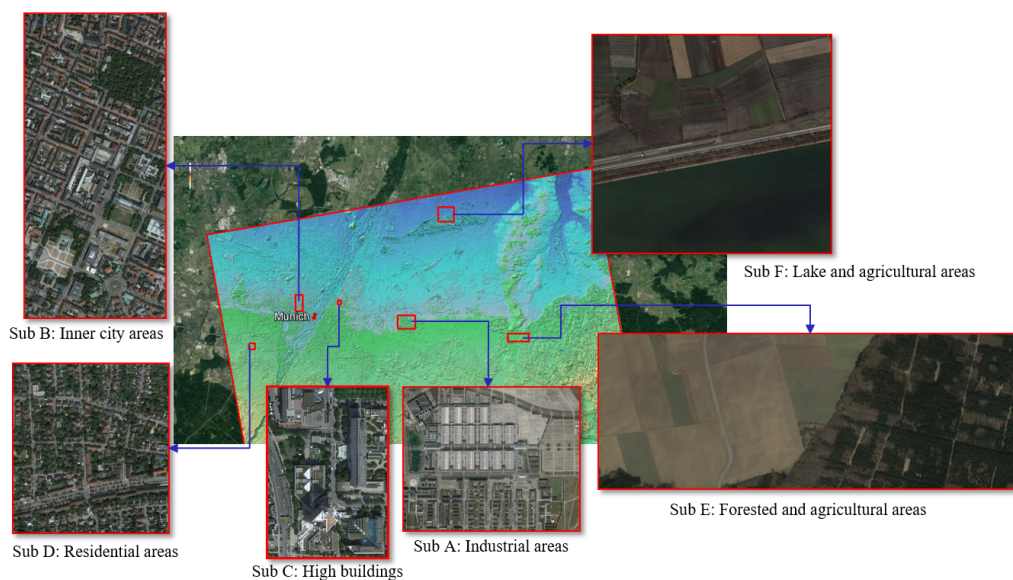 Sub F: Lake and agricultural areas
Munich
Sub B: Inner city areas
Sub E: Forested and agricultural areas
Sub D: Residential areas
Sub A: Industrial areas
Sub C: High buildings